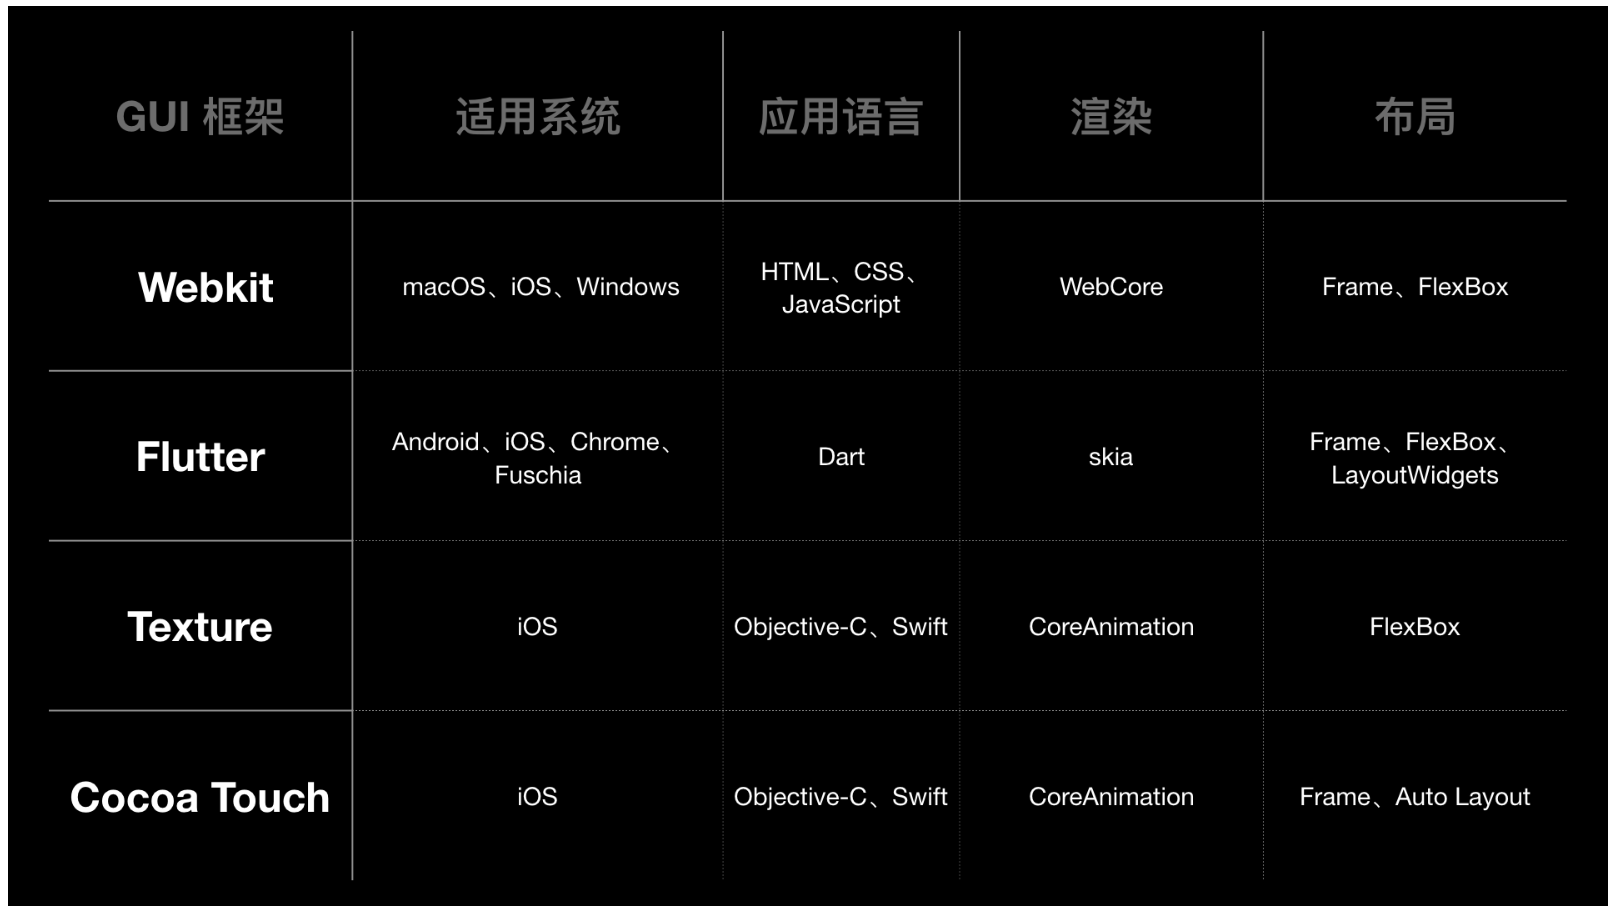 GUI 框架 适用系统 应用语言 渲染 布局
Webkit macOS、iOS、Windows HTML、CSS、 WebCore Frame、FlexBox
JavaScript
Flutter Android、iOS、Chrome、 Dart skia Frame、FlexBox、
Fuschia LayoutWidgets
Texture iOS Objective-C、Swift CoreAnimation FlexBox
Cocoa Touch iOS Objective-C、Swift CoreAnimation Frame、Auto Layout